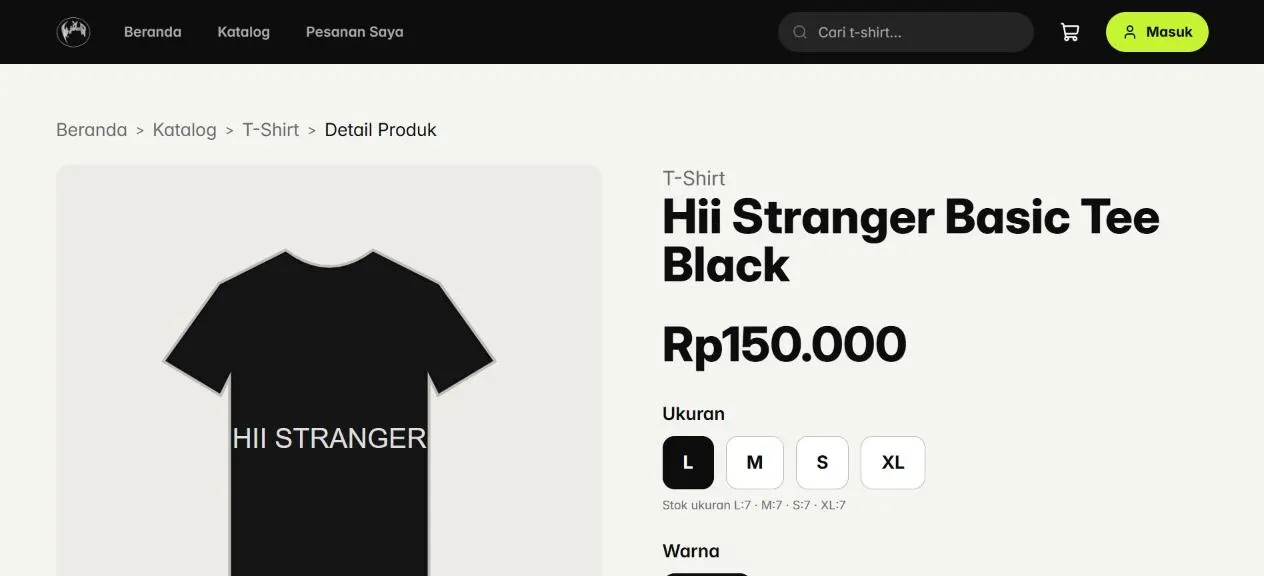 Beranda
Katalog
Pesanan Saya
Cari t-shirt...
Masuk
Beranda > Katalog > T-Shirt > Detail Produk
HII STRANGER
T-Shirt
Hii Stranger Basic Tee
Black
Rp150.000
Ukuran
L
M
S
XL
Stok ukuran L:7 · M:7 · S:7 · XL:7
Warna